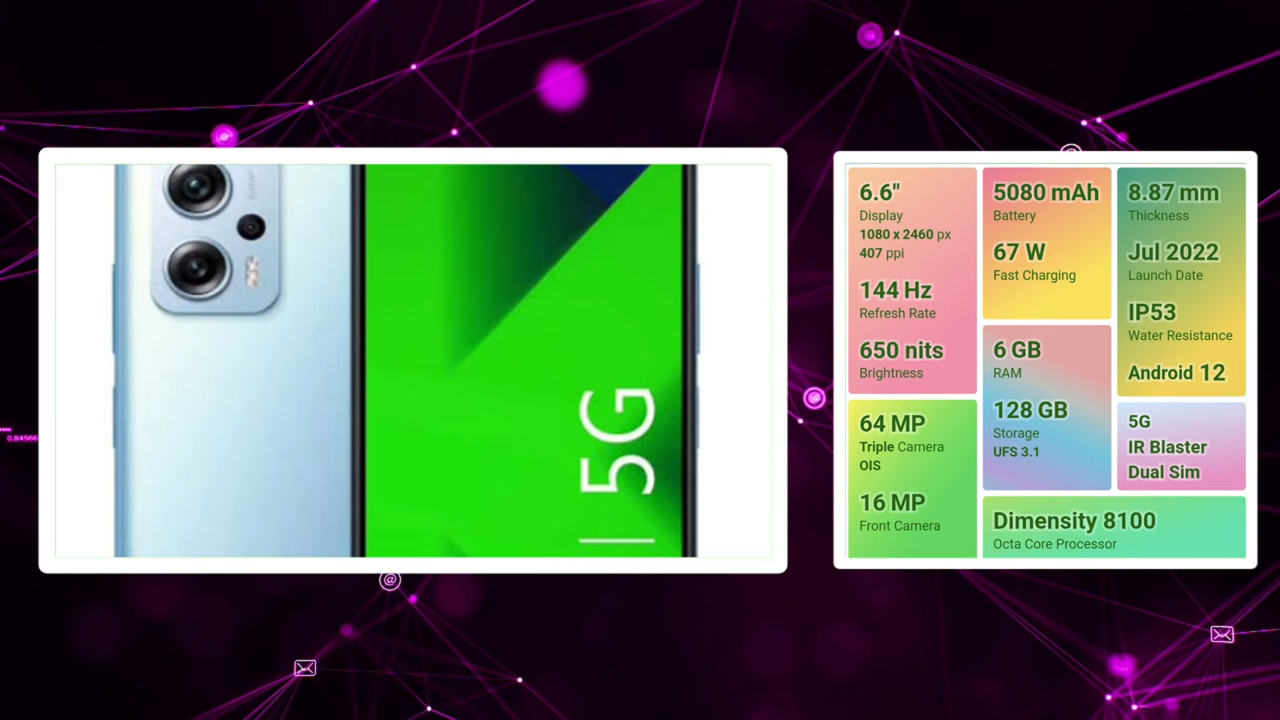 5G
6.6"
Display
1080 x 2460 px
407 ppi
144 Hz
Refresh Rate
650 nits
Brightness
64 MP
Triple Camera
OIS
16 MP
Front Camera
5080 mAh
Battery
67 W
Fast Charging
6 GB
RAM
128 GB
Storage
UFS 3.1
8.87 mm
Thickness
Jul 2022
Launch Date
IP53
Water Resistance
Android 12
5G
IR Blaster
Dual Sim
Dimensity 8100
Octa Core Processor
@
@
0.84566